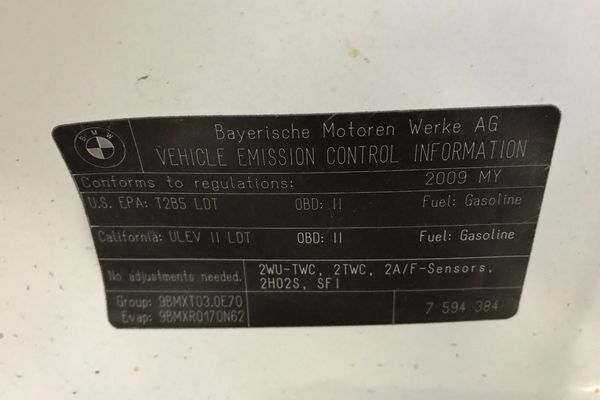 BMW
Bayerische Motoren Werke AG
VEHICLE EMISSION CONTROL INFORMATION
Conforms to regulations: 2009 MY
U.S. EPA: T2B5 LDT OBD: II Fuel: Gasoline
California: ULEV II LDT OBD: II Fuel: Gasoline
No adjustments needed. 2WU-TWC, 2TWC, 2A/F-Sensors,
2HO2S, SFI
Group: 9BMXT03.0E70
Evap: 9BMXR0170N62 7 594 384